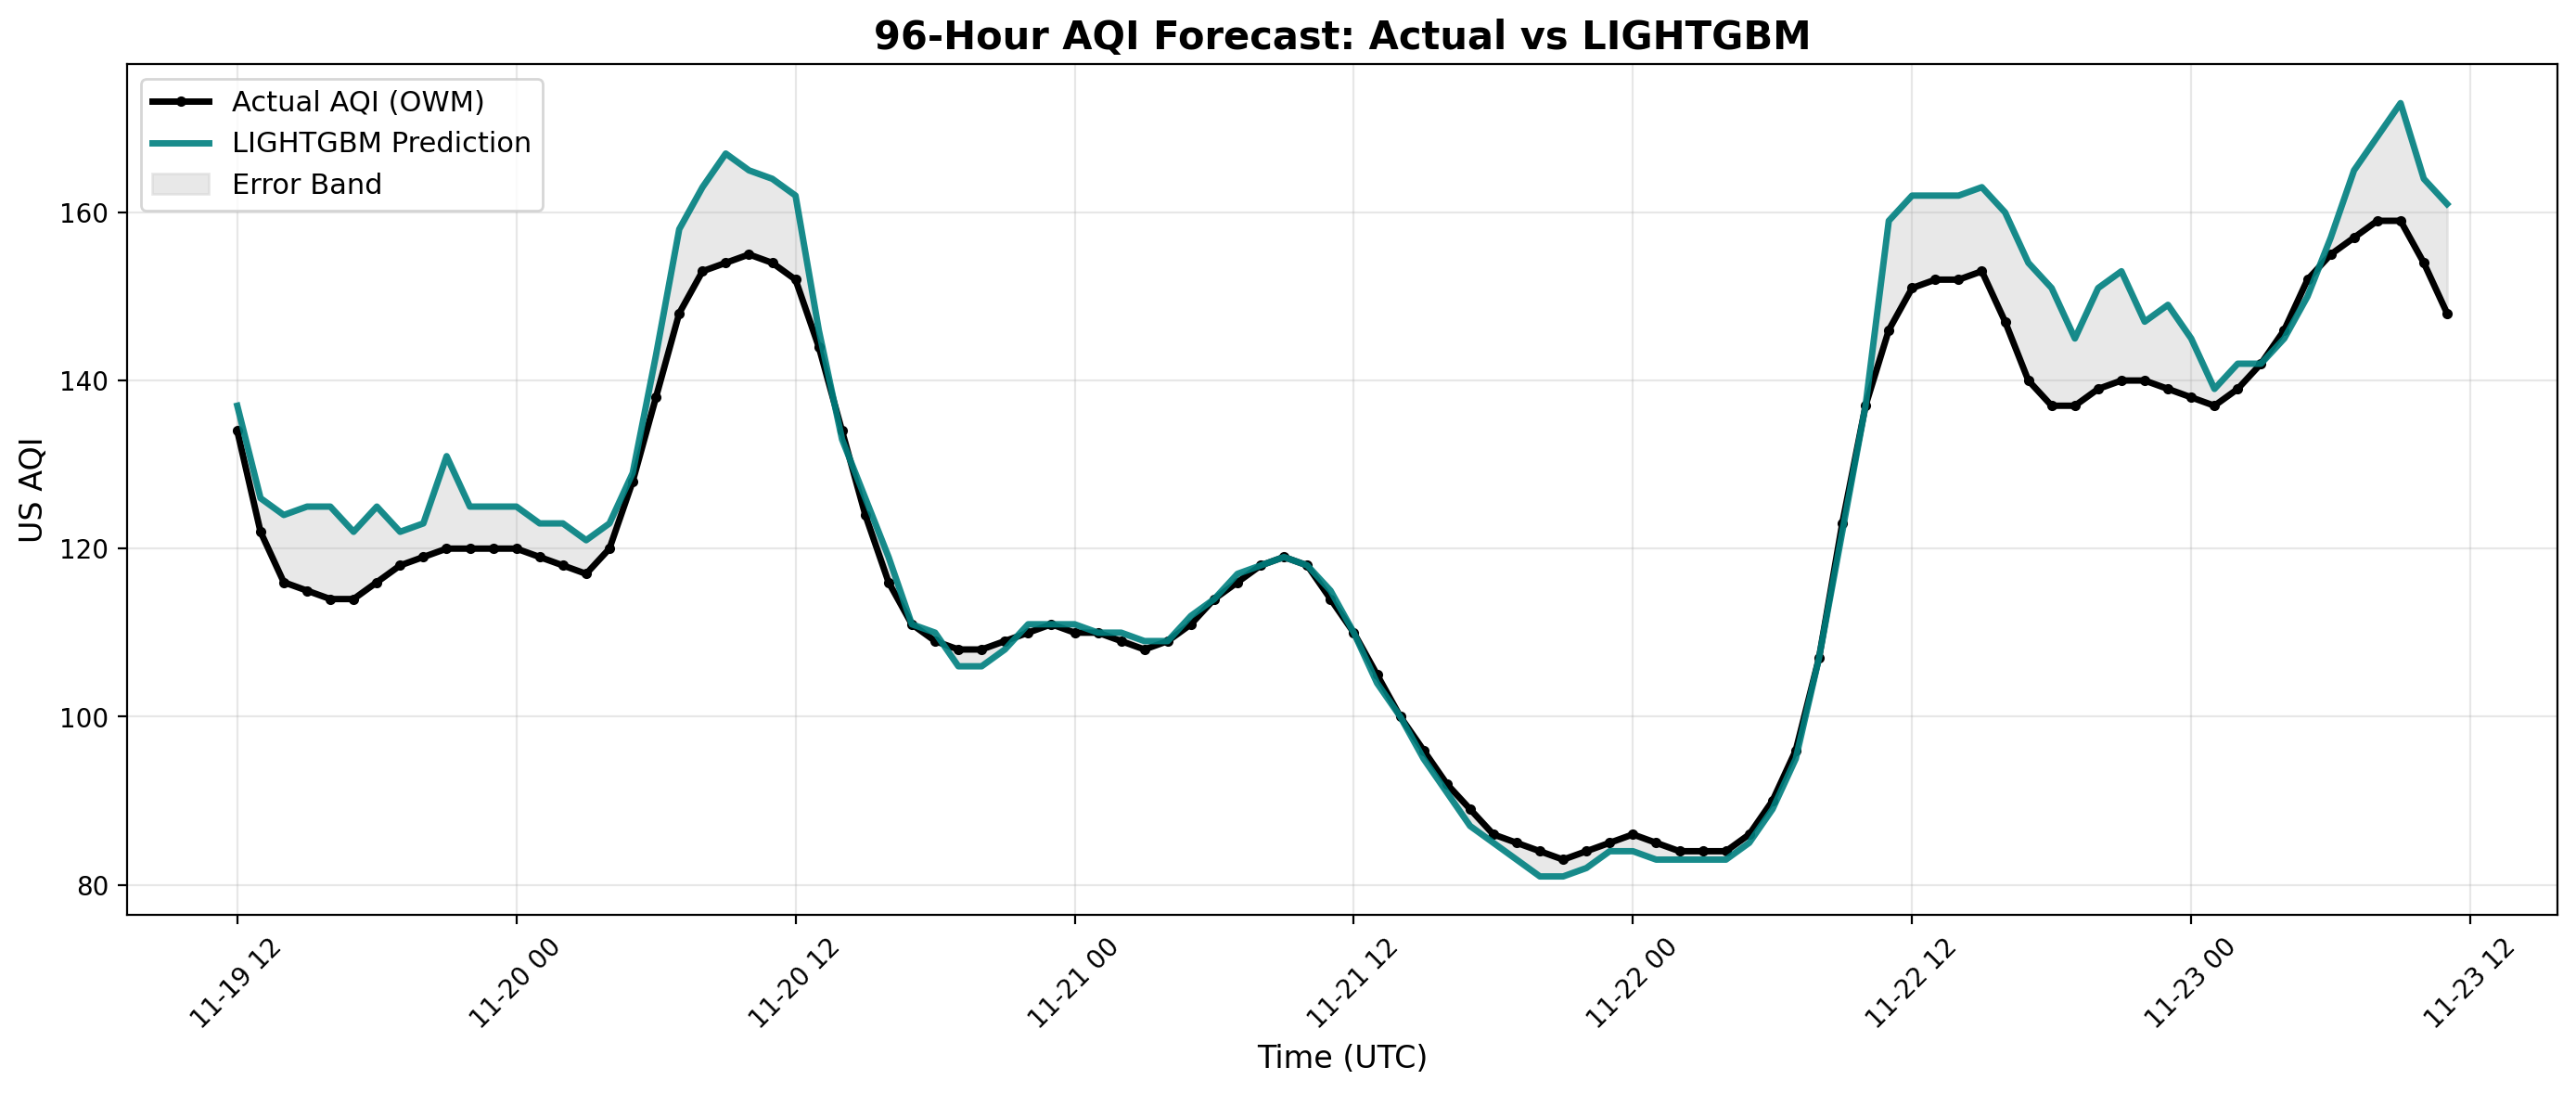 96-Hour AQI Forecast: Actual vs LIGHTGBM
Actual AQI (OWM)
LIGHTGBM Prediction
Error Band
US AQI
160
140
120
100
80
11-19 12
11-20 00
11-20 12
11-21 00
11-21 12
11-22 00
11-22 12
11-23 00
11-23 12
Time (UTC)